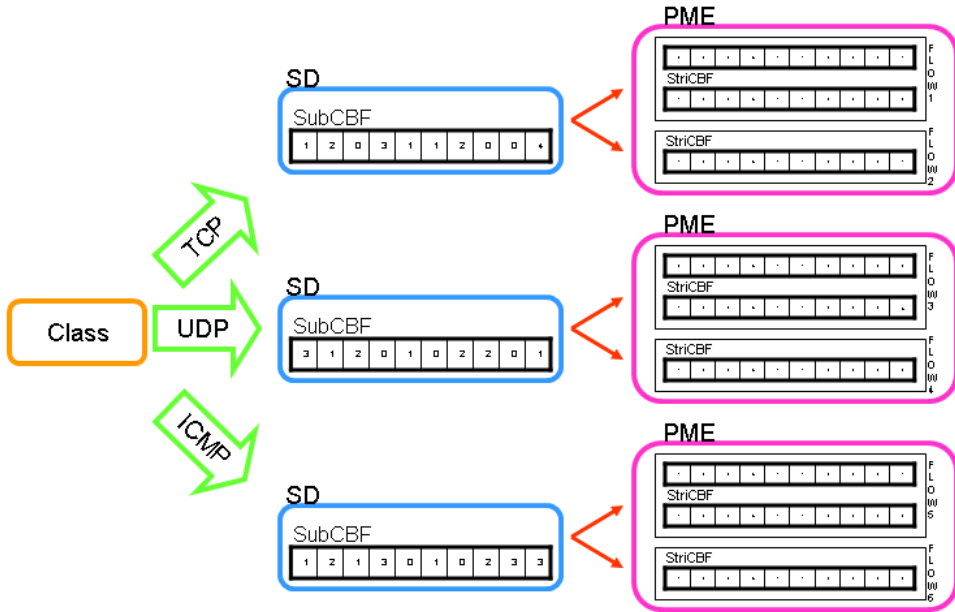 PME
StriCBF
FLOW1
StriCBF
FLOW2
SD
SubCBF
1 2 0 3 1 1 2 0 0 4
TCP
PME
StriCBF
FLOW3
StriCBF
FLOW4
SD
SubCBF
3 1 2 0 1 0 2 2 0 1
Class
UDP
ICMP
PME
StriCBF
FLOW5
StriCBF
FLOW6
SD
SubCBF
1 2 1 3 0 1 0 2 3 3